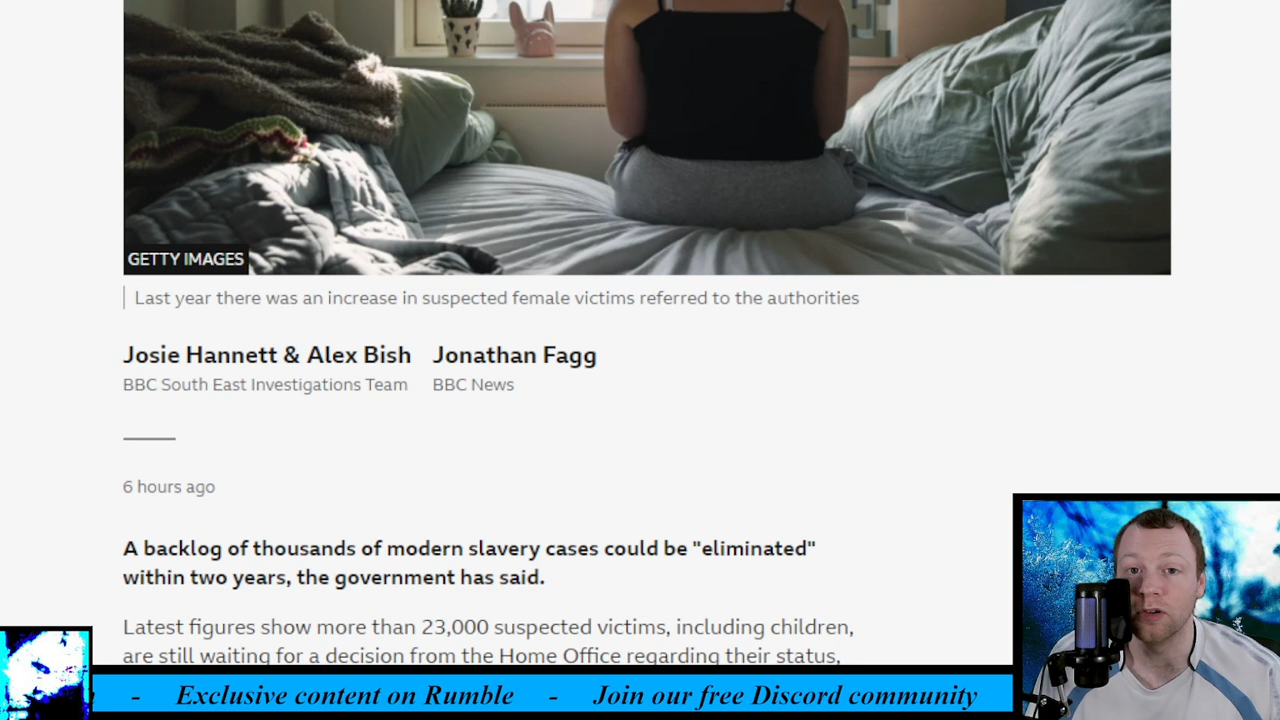 GETTY IMAGES
Last year there was an increase in suspected female victims referred to the authorities
Josie Hannett & Alex Bish Jonathan Fagg
BBC South East Investigations Team BBC News
6 hours ago
A backlog of thousands of modern slavery cases could be "eliminated"
within two years, the government has said.
Latest figures show more than 23,000 suspected victims, including children,
are still waiting for a decision from the Home Office regarding their status,
- Exclusive content on Rumble - Join our free Discord community